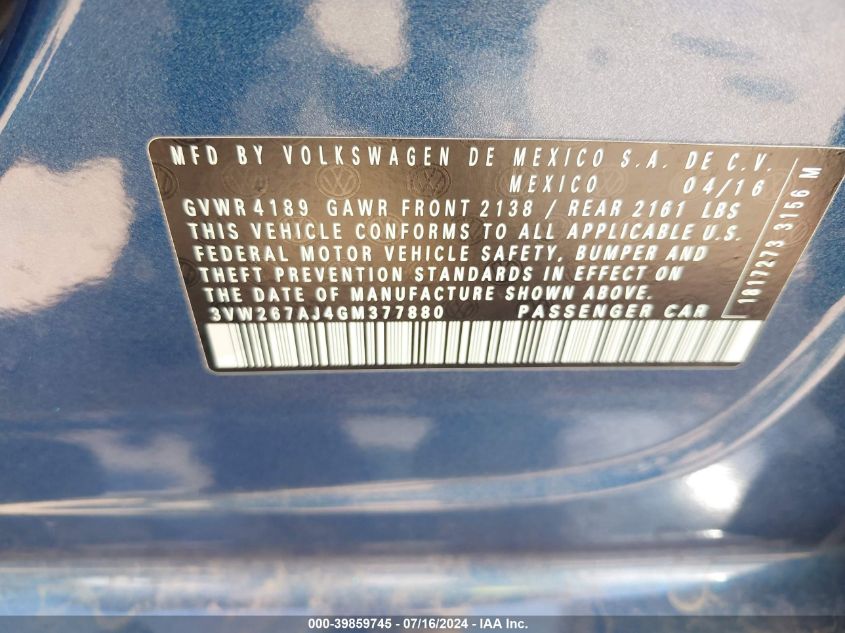 MFD BY VOLKSWAGEN DE MEXICO S.A. DE C.V.
MEXICO 04/16
GVWR 4189 GAWR FRONT 2138 / REAR 2161 LBS
THIS VEHICLE CONFORMS TO ALL APPLICABLE U.S.
FEDERAL MOTOR VEHICLE SAFETY, BUMPER AND
THEFT PREVENTION STANDARDS IN EFFECT ON
THE DATE OF MANUFACTURE SHOWN ABOVE.
3VW267AJ4GM377880 PASSENGER CAR
1817273 3156 M
000-39859745 - 07/16/2024 - IAA Inc.